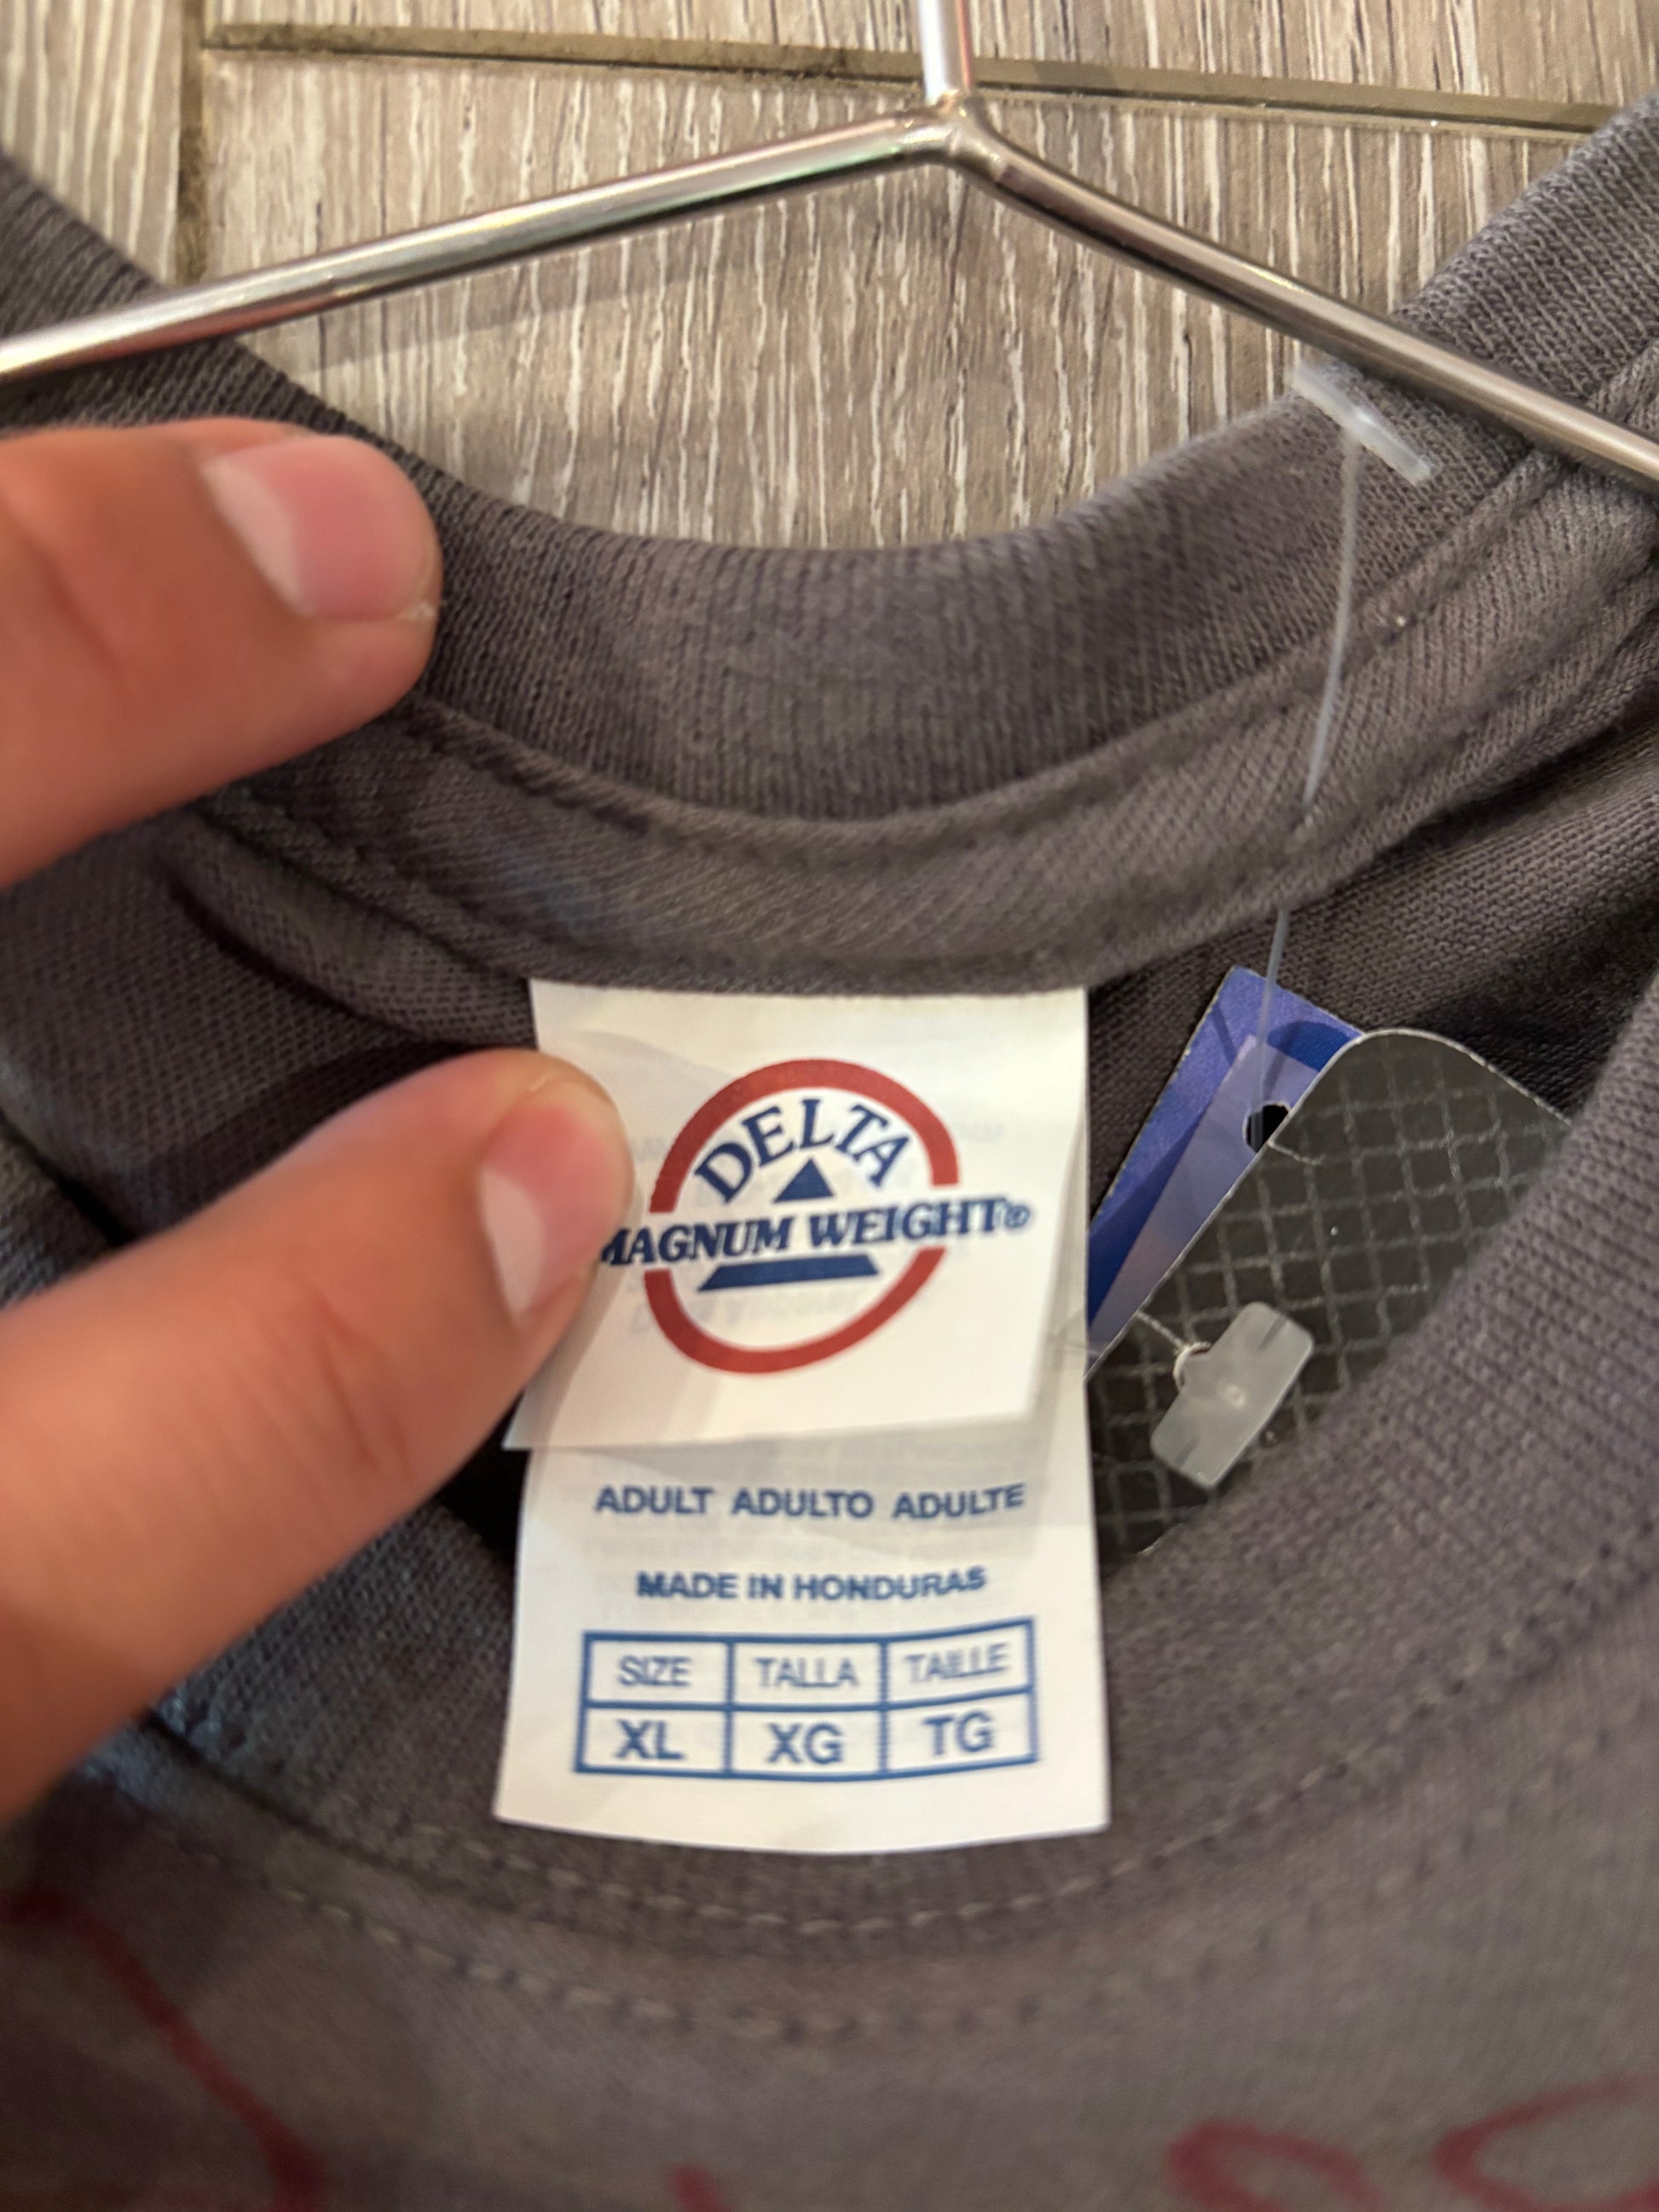 DELTA
MAGNUM WEIGHT®
ADULT ADULTO ADULTE
MADE IN HONDURAS
SIZE TALLA TAILLE
XL XG TG